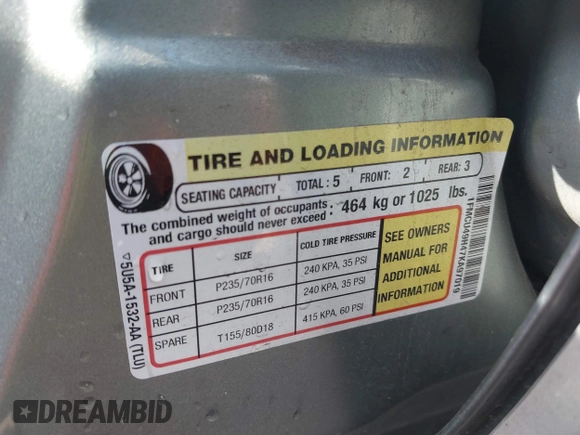 TIRE AND LOADING INFORMATION
SEATING CAPACITY TOTAL : 5 FRONT: 2 REAR: 3
The combined weight of occupants
and cargo should never exceed : 464 kg or 1025 lbs.
TIRE SIZE COLD TIRE PRESSURE
FRONT P235/70R16 240 KPA, 35 PSI
REAR P235/70R16 240 KPA, 35 PSI
SPARE T155/80D18 415 KPA, 60 PSI
SEE OWNERS
MANUAL FOR
ADDITIONAL
INFORMATION
▽5U5A-1532-AA (TLU)
1FMCU49H47KA97019
DREAMBID